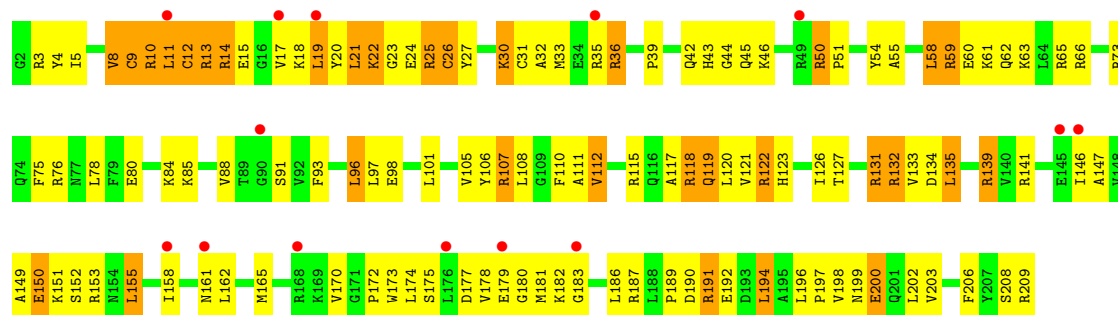 G2 R3 Y4 I5 V8 C9 R10 L11 C12 R13 R14 E15 G16 V17 K18 L19 Y20 L21 K22 G23 E24 R25 C26 Y27 K30 C31 A32 M33 E34 R35 R36 P39 Q42 H43 G44 Q45 K46 R49 R50 P51 Y54 A55 L58 R59 E60 K61 Q62 K63 L64 R65 R66
Q74 F75 R76 N77 L78 F79 E80 K84 K85 V88 T89 G90 S91 V92 F93 L96 L97 E98 L101 V105 Y106 R107 L108 G109 F110 A111 V112 R115 Q116 A117 R118 Q119 L120 V121 R122 H123 I126 T127 R131 R132 V133 D134 L135 R139 V140 R141 E145 I146 A147
A149 E150 K151 S152 R153 N154 L155 I158 N161 L162 M165 R168 K169 V170 G171 P172 W173 L174 S175 L176 D177 V178 E179 G180 M181 K182 G183 L186 R187 L188 P189 D190 R191 E192 D193 L194 A195 L196 P197 V198 N199 E200 Q201 L202 V203 F206 Y207 S208 R209